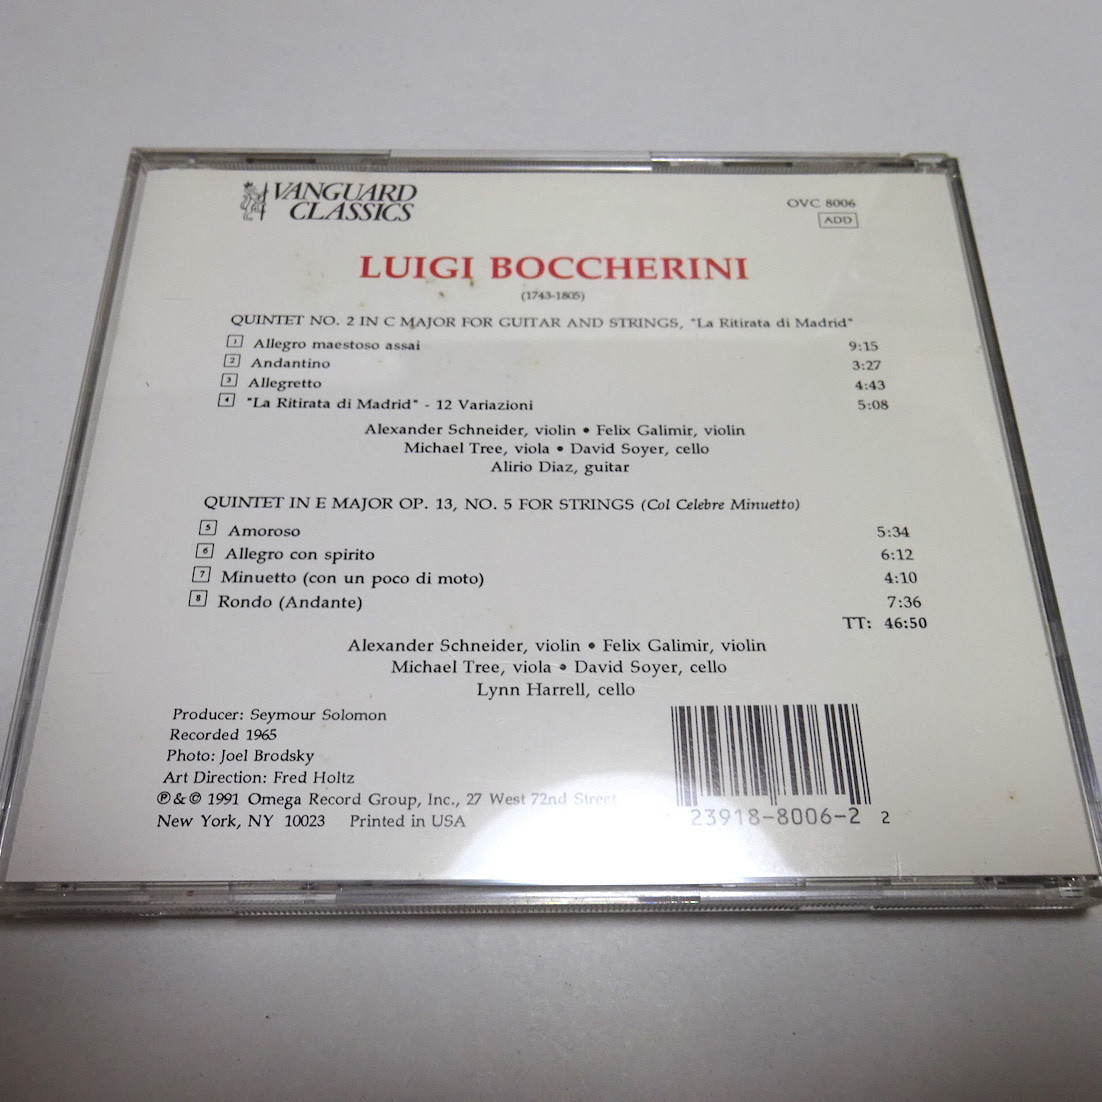 VANGUARD
CLASSICS
OVC 8006
ADD
LUIGI BOCCHERINI
(1743-1805)
QUINTET NO. 2 IN C MAJOR FOR GUITAR AND STRINGS, "La Ritirata di Madrid"
1 Allegro maestoso assai 9:15
2 Andantino 3:27
3 Allegretto 4:43
4 "La Ritirata di Madrid" - 12 Variazioni 5:08
Alexander Schneider, violin • Felix Galimir, violin
Michael Tree, viola • David Soyer, cello
Alirio Diaz, guitar
QUINTET IN E MAJOR OP. 13, NO. 5 FOR STRINGS (Col Celebre Minuetto)
5 Amoroso 5:34
6 Allegro con spirito 6:12
7 Minuetto (con un poco di moto) 4:10
8 Rondo (Andante) 7:36
TT: 46:50
Alexander Schneider, violin • Felix Galimir, violin
Michael Tree, viola • David Soyer, cello
Lynn Harrell, cello
Producer: Seymour Solomon
Recorded 1965
Photo: Joel Brodsky
Art Direction: Fred Holtz
℗ & © 1991 Omega Record Group, Inc., 27 West 72nd Street
New York, NY 10023 Printed in USA
23918-8006-2 2